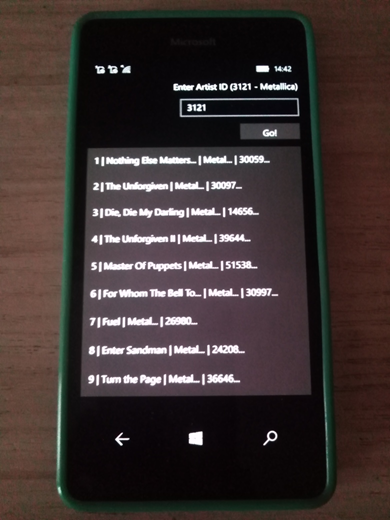 Microsoft
14:42
Enter Artist ID (3121 - Metallica)
3121
Go!
1 | Nothing Else Matters... | Metal... | 30059...
2 | The Unforgiven | Metal... | 30097...
3 | Die, Die My Darling | Metal... | 14656...
4 | The Unforgiven II | Metal... | 39644...
5 | Master Of Puppets | Metal... | 51538...
6 | For Whom The Bell To... | Metal... | 30997...
7 | Fuel | Metal... | 26980...
8 | Enter Sandman | Metal... | 24208...
9 | Turn the Page | Metal... | 36646...